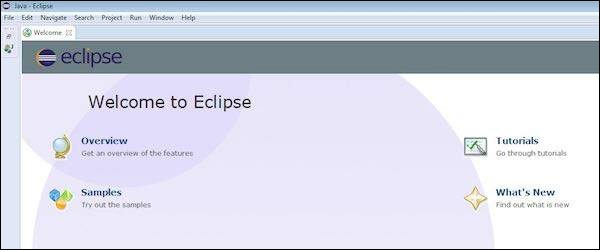 Java - Eclipse
File Edit Navigate Search Project Run Window Help
Welcome
eclipse
Welcome to Eclipse
Overview
Get an overview of the features
Tutorials
Go through tutorials
Samples
Try out the samples
What's New
Find out what is new